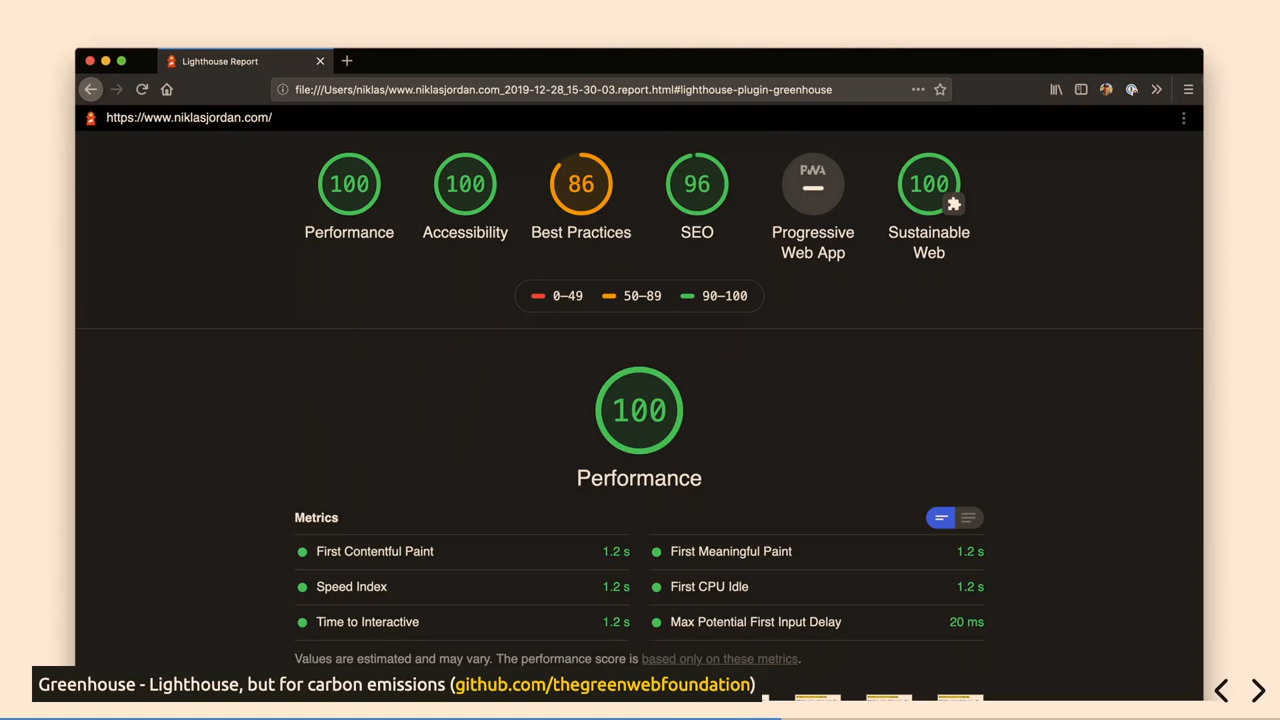 Lighthouse Report
file:///Users/niklas/www.niklasjordan.com_2019-12-28_15-30-03.report.html#lighthouse-plugin-greenhouse
https://www.niklasjordan.com/
100 100 86 96 PWA 100
Performance Accessibility Best Practices SEO Progressive Web App Sustainable Web
0–49 50–89 90–100
100
Performance
Metrics
First Contentful Paint 1.2 s First Meaningful Paint 1.2 s
Speed Index 1.2 s First CPU Idle 1.2 s
Time to Interactive 1.2 s Max Potential First Input Delay 20 ms
Values are estimated and may vary. The performance score is based only on these metrics.
Greenhouse - Lighthouse, but for carbon emissions (github.com/thegreenwebfoundation)